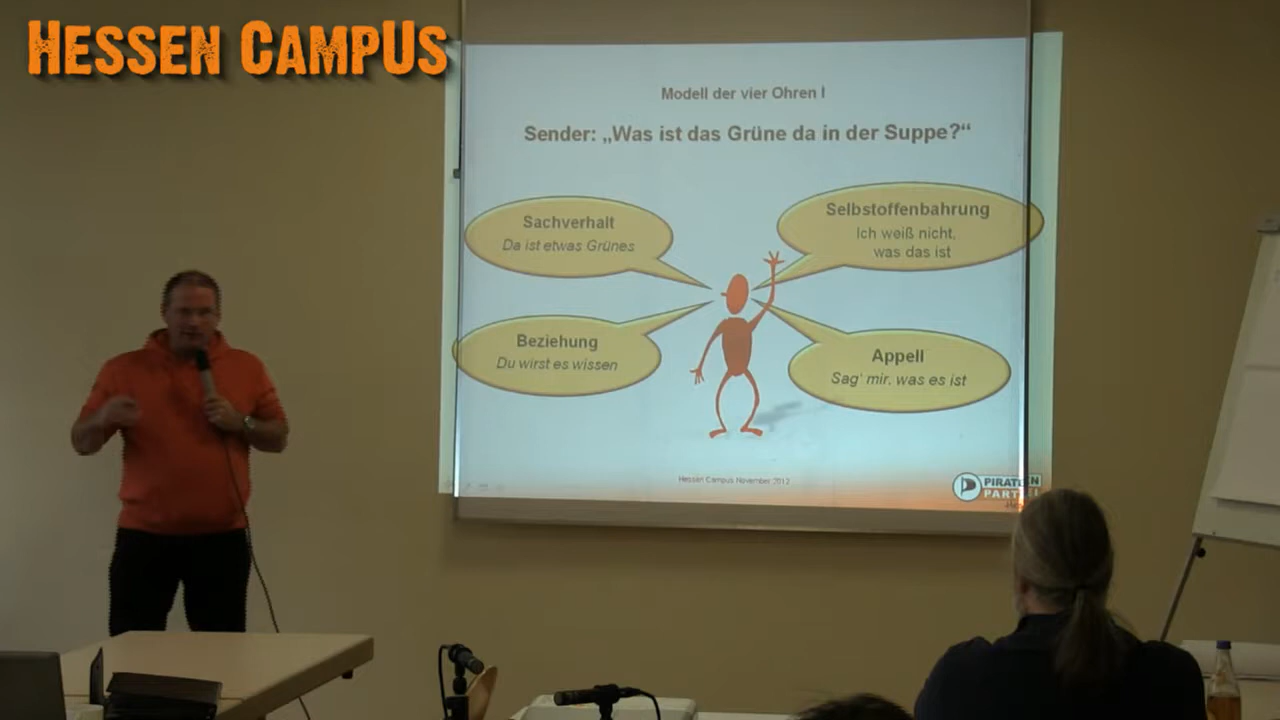 HESSEN CAMPUS
Modell der vier Ohren I
Sender: „Was ist das Grüne da in der Suppe?“
Sachverhalt
Da ist etwas Grünes
Selbstoffenbahrung
Ich weiß nicht,
was das ist
Beziehung
Du wirst es wissen
Appell
Sag' mir, was es ist
Hessen Campus November 2012
PIRATEN
PARTEI